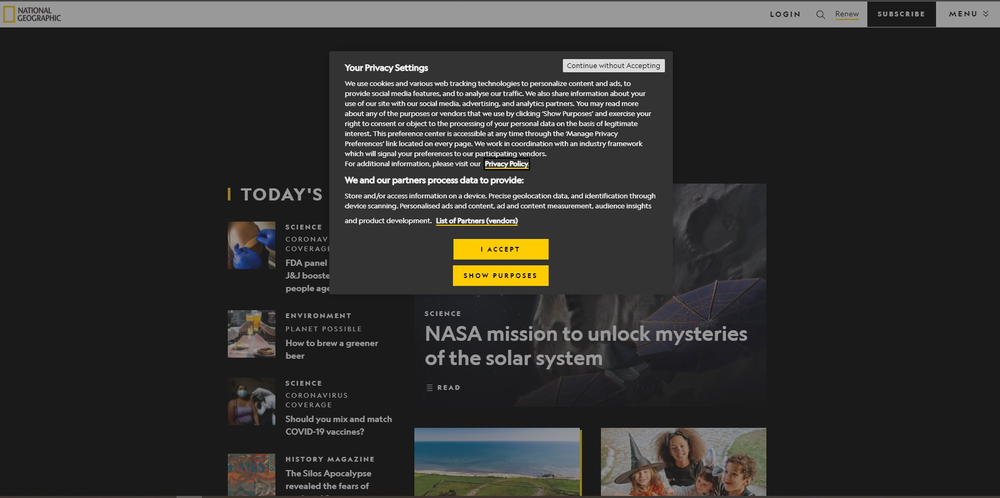 NATIONAL
GEOGRAPHIC
LOGIN
Renew
SUBSCRIBE
MENU
Your Privacy Settings
Continue without Accepting
We use cookies and various web tracking technologies to personalize content and ads, to
provide social media features, and to analyse our traffic. We also share information about your
use of our site with our social media, advertising, and analytics partners. You may read more
about any of the purposes or vendors that we use by clicking ‘Show Purposes’ and exercise your
right to consent or object to the processing of your personal data on the basis of legitimate
interest. This preference center is accessible at any time through the ‘Manage Privacy
Preferences’ link located on every page. We work in coordination with an industry framework
which will signal your preferences to our participating vendors.
For additional information, please visit our Privacy Policy.
We and our partners process data to provide:
Store and/or access information on a device. Precise geolocation data, and identification through
device scanning. Personalised ads and content, ad and content measurement, audience insights
and product development. List of Partners (vendors)
I ACCEPT
SHOW PURPOSES
TODAY'S
SCIENCE
CORONAV
COVERAGE
FDA panel
J&J booste
people age
ENVIRONMENT
PLANET POSSIBLE
How to brew a greener
beer
SCIENCE
CORONAVIRUS
COVERAGE
Should you mix and match
COVID-19 vaccines?
HISTORY MAGAZINE
The Silos Apocalypse
revealed the fears of
SCIENCE
NASA mission to unlock mysteries
of the solar system
READ